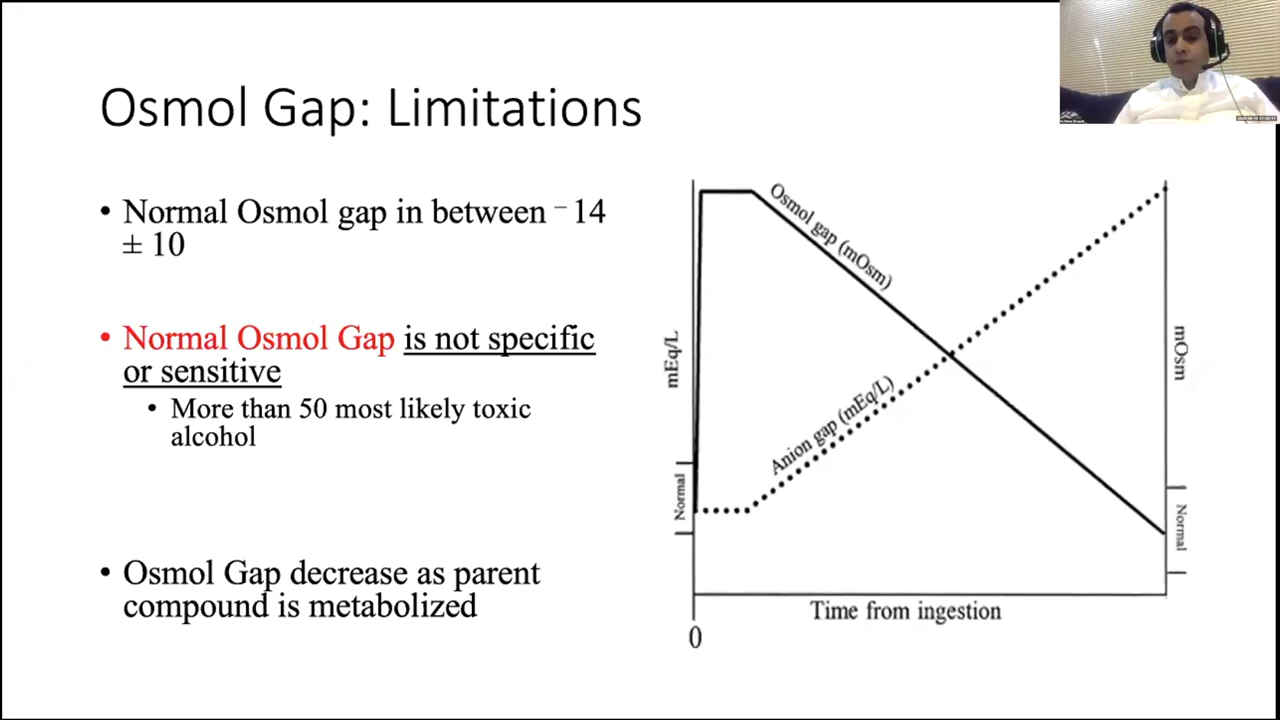 Osmol Gap: Limitations
• Normal Osmol gap in between ⁻14
± 10
• Normal Osmol Gap is not specific
or sensitive
• More than 50 most likely toxic
alcohol
• Osmol Gap decrease as parent
compound is metabolized
Osmol gap (mOsm)
Anion gap (mEq/L)
mEq/L
Normal
mOsm
Normal
Time from ingestion
0